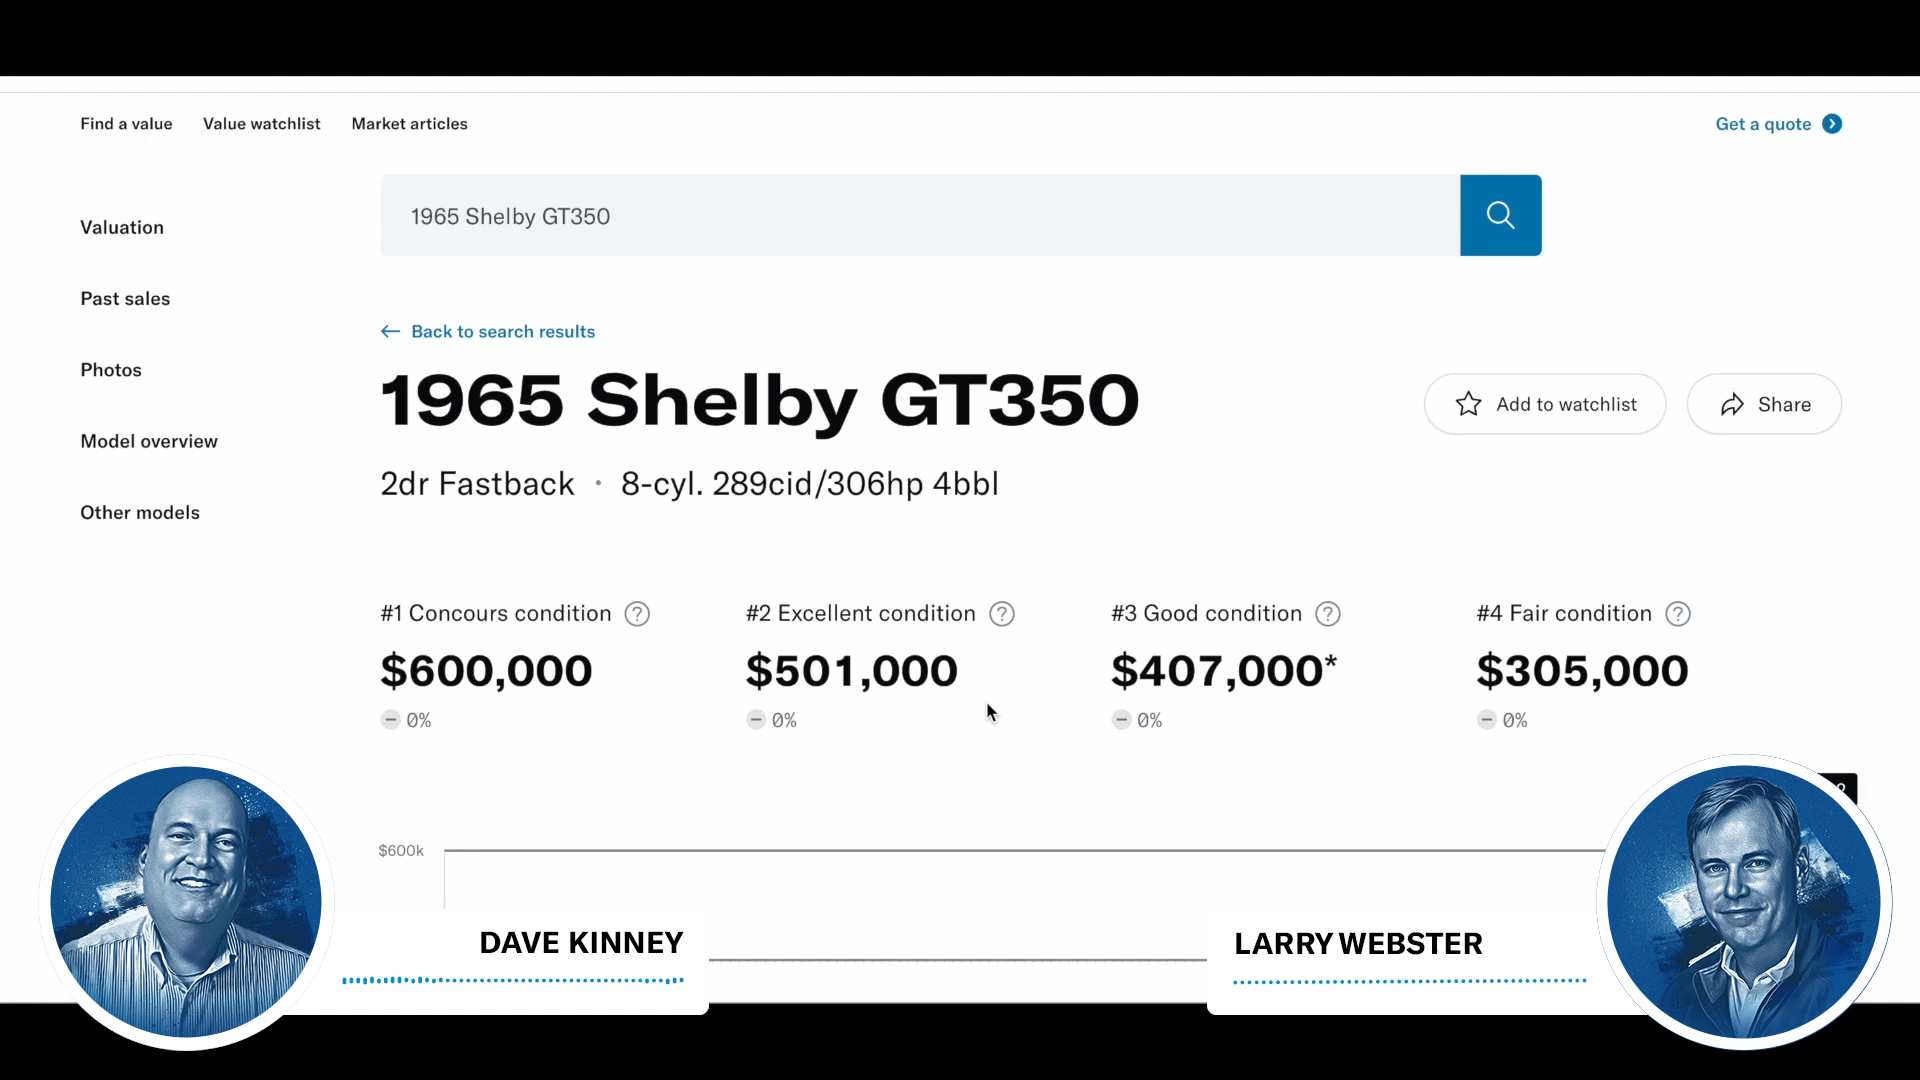 Find a value Value watchlist Market articles Get a quote
1965 Shelby GT350
Valuation
Past sales
Photos
Model overview
Other models
Back to search results
1965 Shelby GT350
Add to watchlist Share
2dr Fastback · 8-cyl. 289cid/306hp 4bbl
#1 Concours condition ? #2 Excellent condition ? #3 Good condition ? #4 Fair condition ?
$600,000 $501,000 $407,000* $305,000
0% 0% 0% 0%
$600k
DAVE KINNEY LARRY WEBSTER